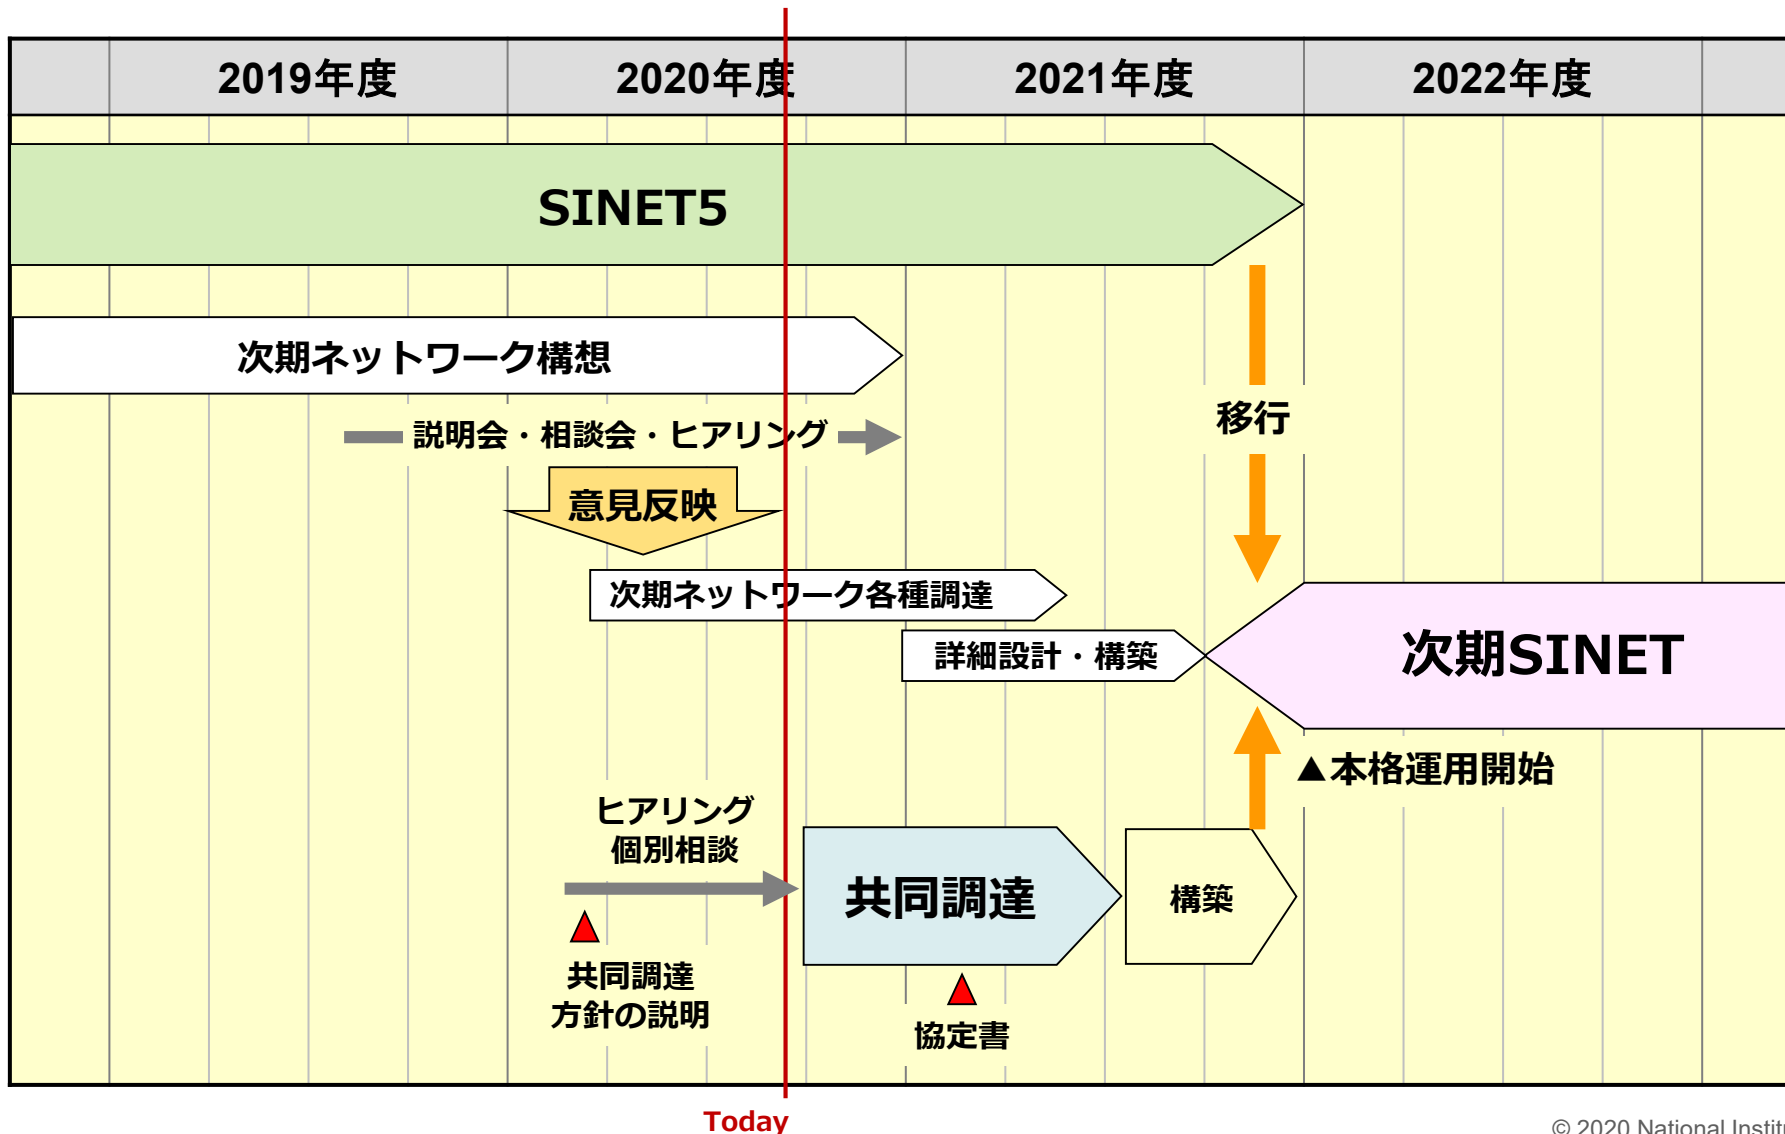 2019年度
2020年度
2021年度
2022年度
SINET5
次期ネットワーク構想
説明会・相談会・ヒアリング
移行
意見反映
次期ネットワーク各種調達
詳細設計・構築
次期SINET
▲本格運用開始
ヒアリング
個別相談
共同調達
構築
共同調達
方針の説明
協定書
Today
© 2020 National